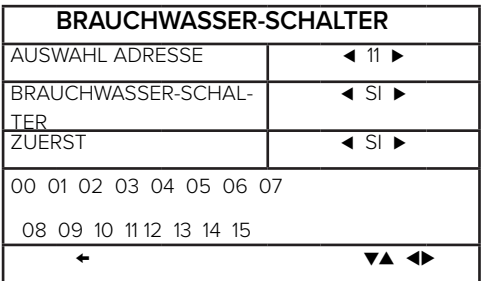 BRAUCHWASSER-SCHALTER
AUSWAHL ADRESSE ◀ 11 ▶
BRAUCHWASSER-SCHAL- ◀ SI ▶
TER
ZUERST ◀ SI ▶
00 01 02 03 04 05 06 07
08 09 10 11 12 13 14 15
← ▼▲ ◀▶